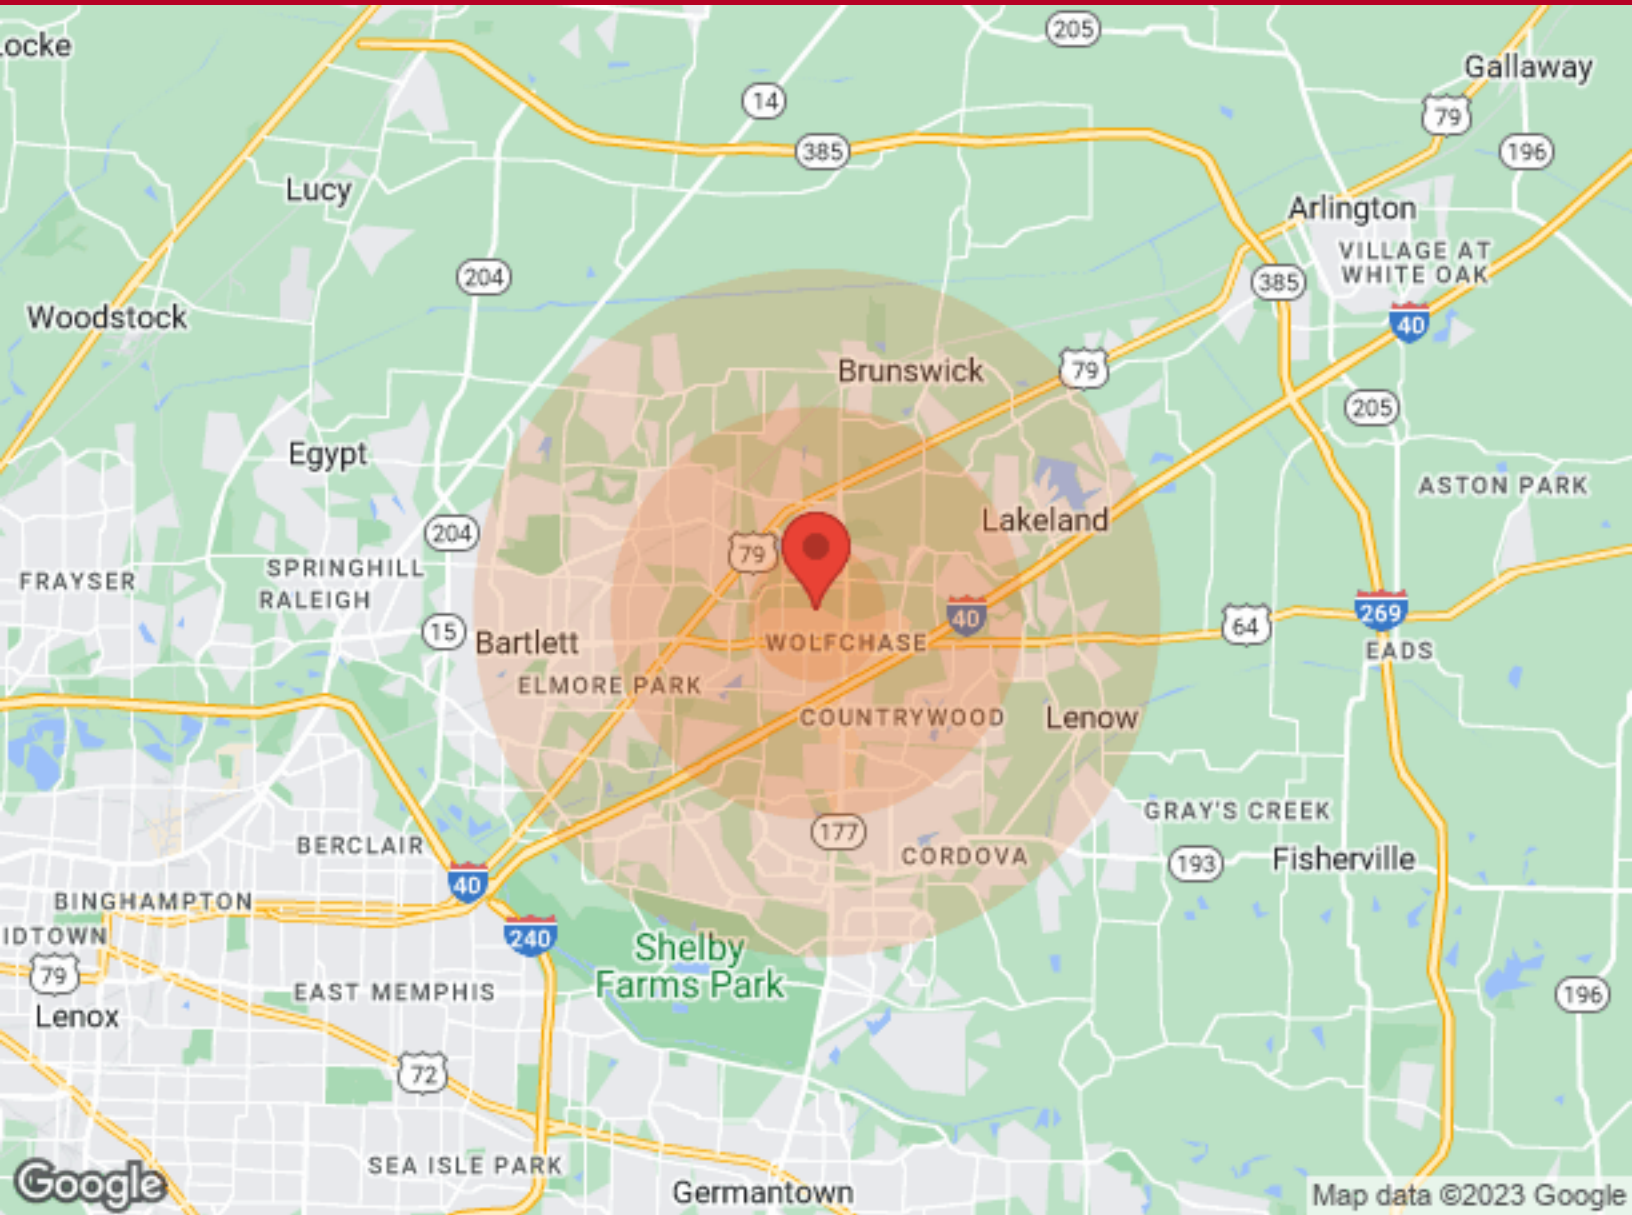 Locke
205
Gallaway
14
79
385
196
Lucy
Arlington
VILLAGE AT
WHITE OAK
204
385
Woodstock
40
Brunswick
79
205
Egypt
ASTON PARK
Lakeland
204
79
SPRINGHILL
FRAYSER
RALEIGH
40
269
64
15
Bartlett
WOLFCHASE
EADS
ELMORE PARK
COUNTRYWOOD
Lenow
GRAY'S CREEK
177
BERCLAIR
CORDOVA
193
Fisherville
40
BINGHAMPTON
IDTOWN
240
Shelby
Farms Park
79
EAST MEMPHIS
196
Lenox
72
SEA ISLE PARK
Google
Germantown
Map data ©2023 Google